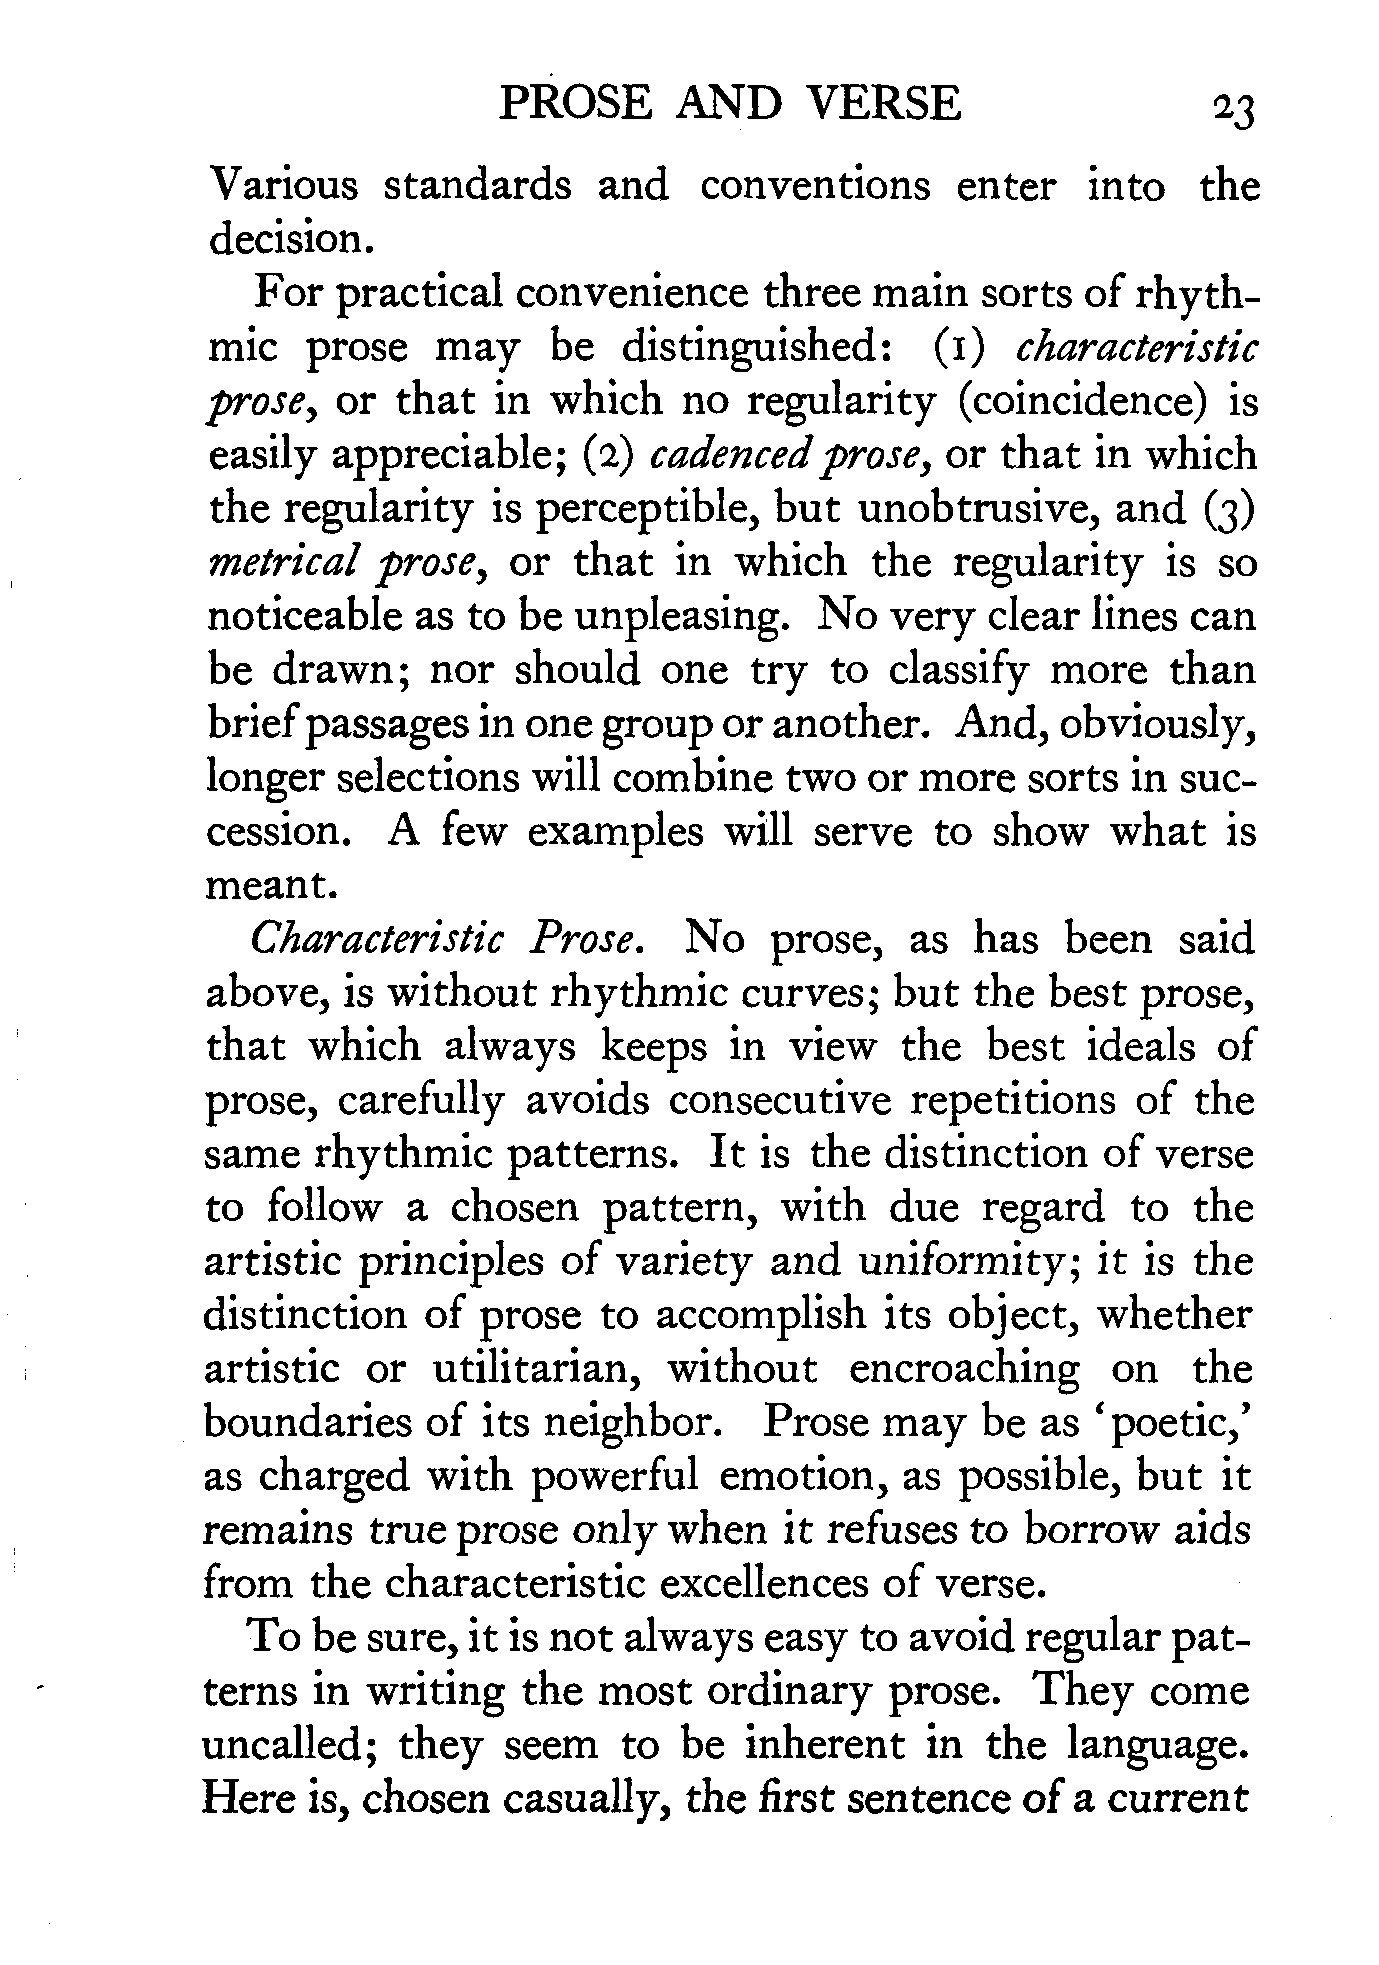 PROSE AND VERSE 23
Various standards and conventions enter into the
decision.
For practical convenience three main sorts of rhyth-
mic prose may be distinguished: (1) characteristic
prose, or that in which no regularity (coincidence) is
easily appreciable; (2) cadenced prose, or that in which
the regularity is perceptible, but unobtrusive, and (3)
metrical prose, or that in which the regularity is so
noticeable as to be unpleasing. No very clear lines can
be drawn; nor should one try to classify more than
brief passages in one group or another. And, obviously,
longer selections will combine two or more sorts in suc-
cession. A few examples will serve to show what is
meant.
Characteristic Prose. No prose, as has been said
above, is without rhythmic curves; but the best prose,
that which always keeps in view the best ideals of
prose, carefully avoids consecutive repetitions of the
same rhythmic patterns. It is the distinction of verse
to follow a chosen pattern, with due regard to the
artistic principles of variety and uniformity; it is the
distinction of prose to accomplish its object, whether
artistic or utilitarian, without encroaching on the
boundaries of its neighbor. Prose may be as ‘poetic,’
as charged with powerful emotion, as possible, but it
remains true prose only when it refuses to borrow aids
from the characteristic excellences of verse.
To be sure, it is not always easy to avoid regular pat-
terns in writing the most ordinary prose. They come
uncalled; they seem to be inherent in the language.
Here is, chosen casually, the first sentence of a current